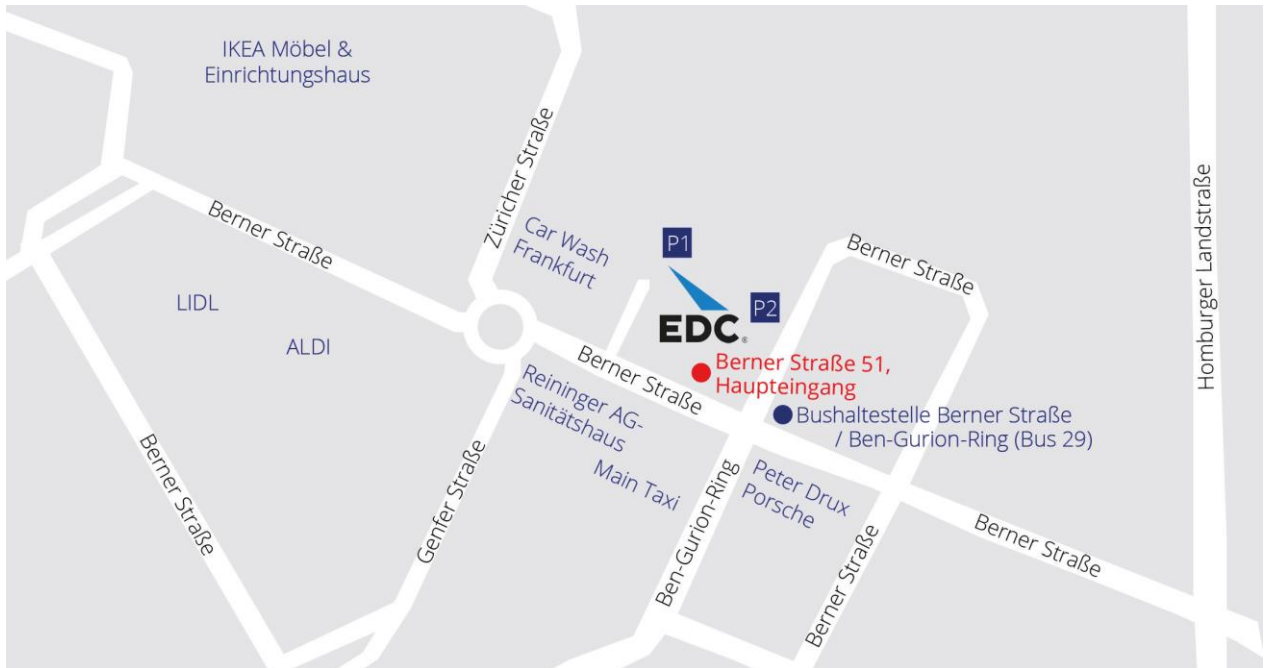 IKEA Möbel &
Einrichtungshaus
Züricher Straße
Homburger Landstraße
Berner Straße
Car Wash
Frankfurt
P1
Berner Straße
LIDL
ALDI
P2
EDC®
Berner Straße
Berner Straße 51,
Haupteingang
Reininger AG-
Sanitätshaus
Bushaltestelle Berner Straße
/ Ben-Gurion-Ring (Bus 29)
Main Taxi
Peter Drux
Porsche
Berner Straße
Genfer Straße
Ben-Gurion-Ring
Berner Straße
Berner Straße